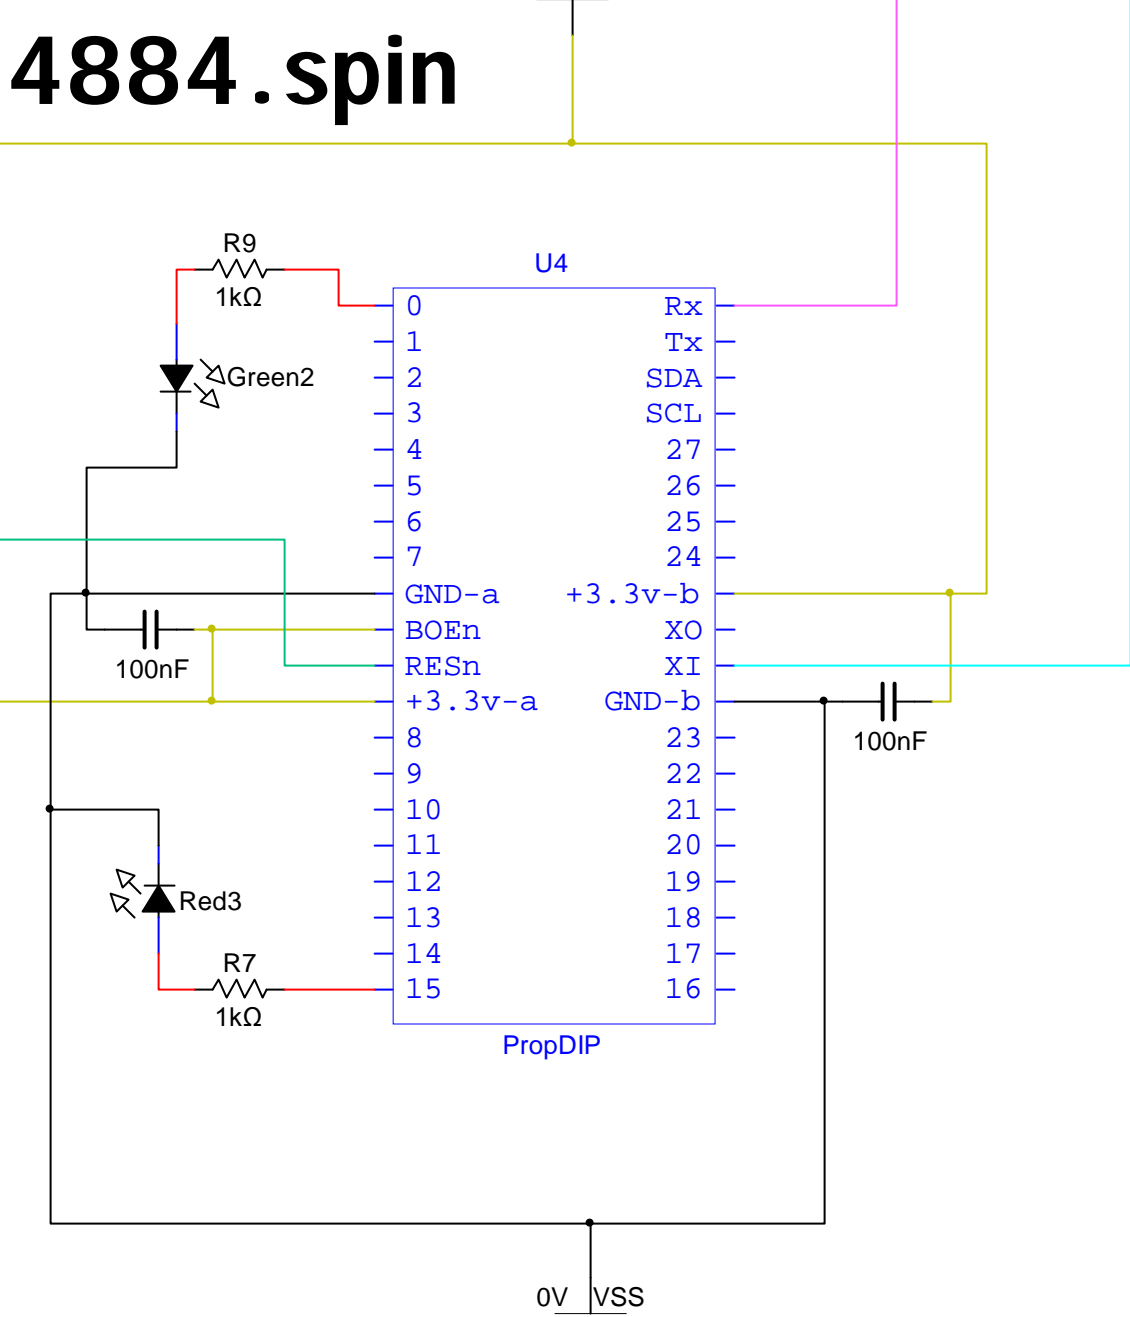 4884.spin
R9
1kΩ
U4
Green2
0 Rx
1 Tx
2 SDA
3 SCL
4 27
5 26
6 25
7 24
GND-a +3.3v-b
BOEn XO
RESn XI
+3.3v-a GND-b
8 23
9 22
10 21
11 20
12 19
13 18
14 17
15 16
100nF
100nF
Red3
R7
1kΩ
PropDIP
0V VSS